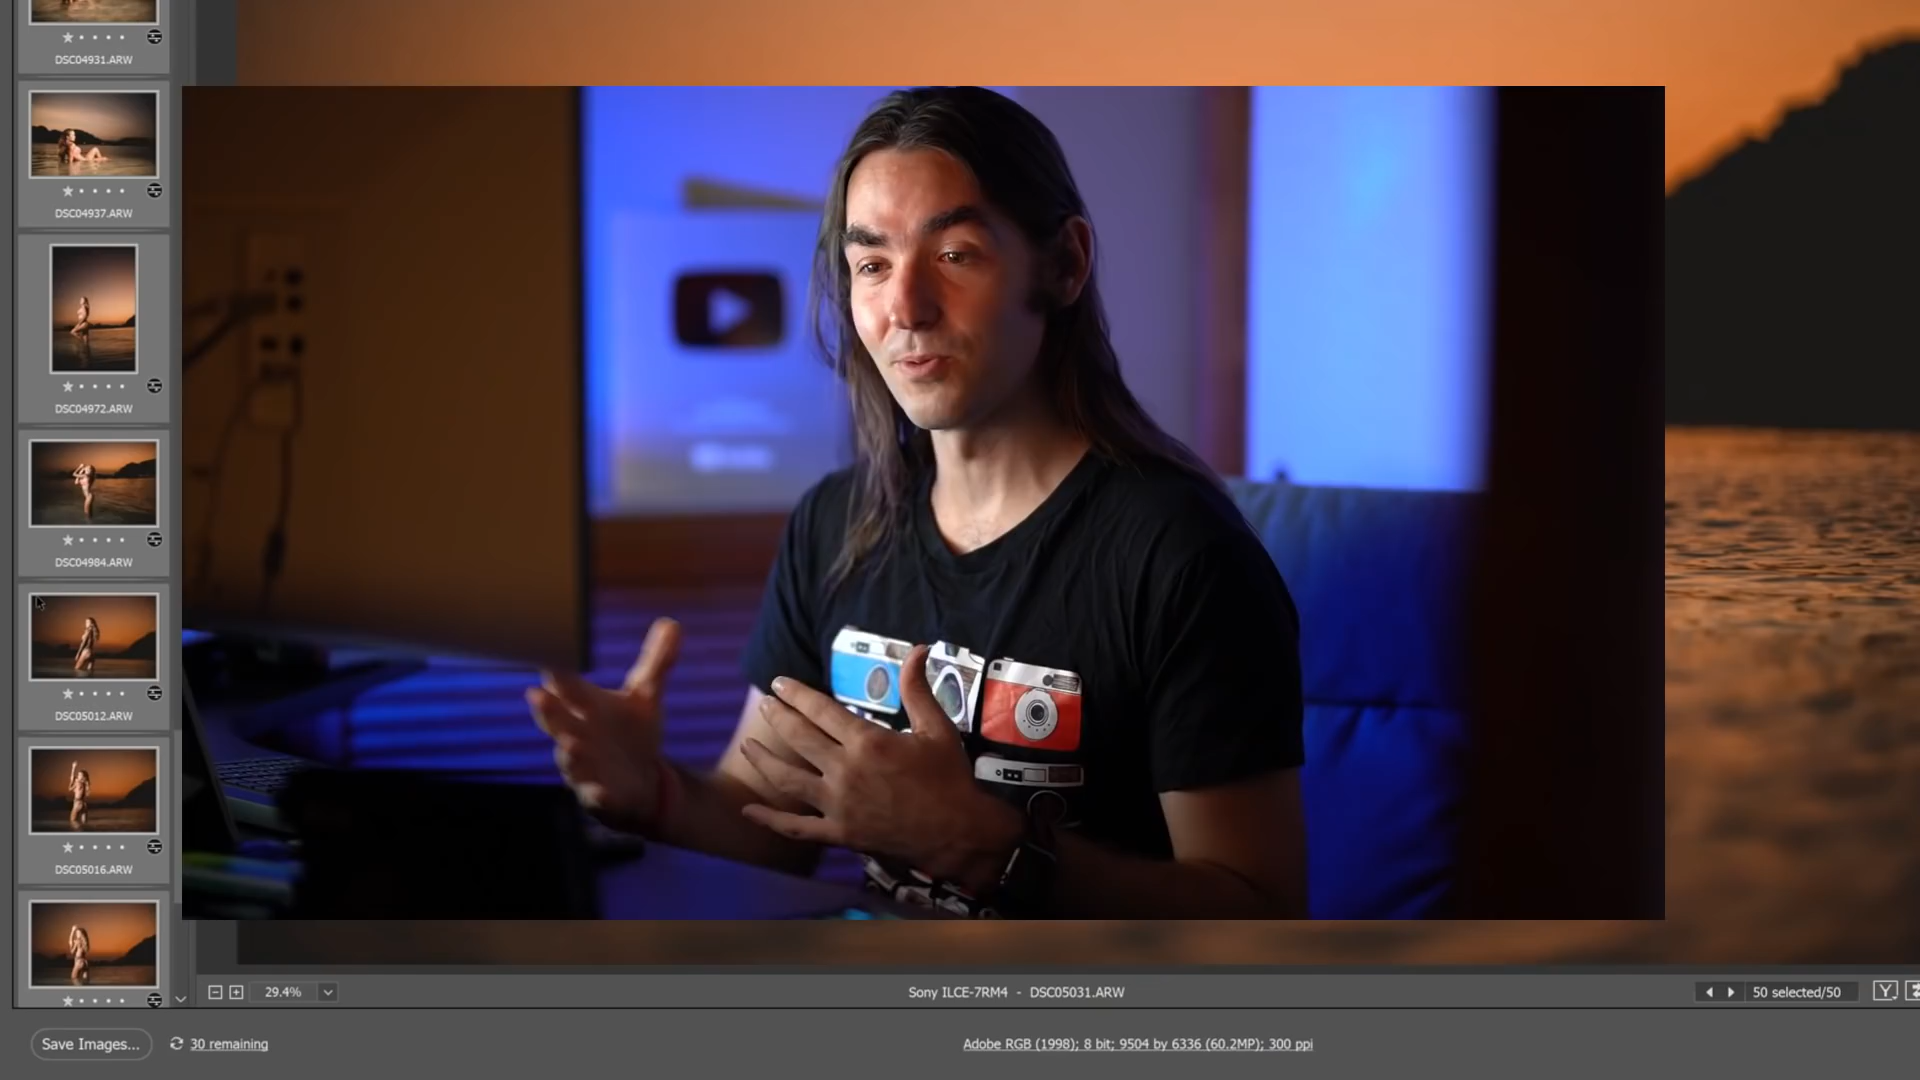 DSC04931.ARW
DSC04937.ARW
DSC04972.ARW
DSC04984.ARW
DSC05012.ARW
DSC05016.ARW
29.4%
Sony ILCE-7RM4 - DSC05031.ARW
50 selected/50
Y
Save Images...
30 remaining
Adobe RGB (1998); 8 bit; 9504 by 6336 (60.2MP); 300 ppi